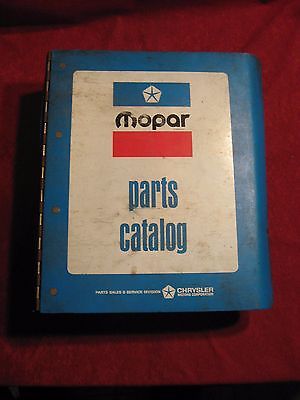 mopar
parts
catalog
PARTS SALES & SERVICE DIVISION
CHRYSLER
MOTORS CORPORATION